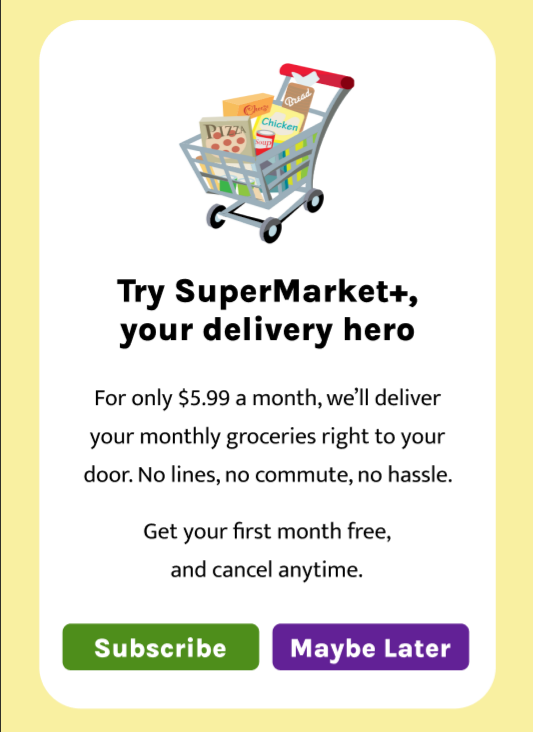 Bread
Cheez
Chicken
PIZZA
Soup
Try SuperMarket+,
your delivery hero
For only $5.99 a month, we’ll deliver
your monthly groceries right to your
door. No lines, no commute, no hassle.
Get your first month free,
and cancel anytime.
Subscribe
Maybe Later